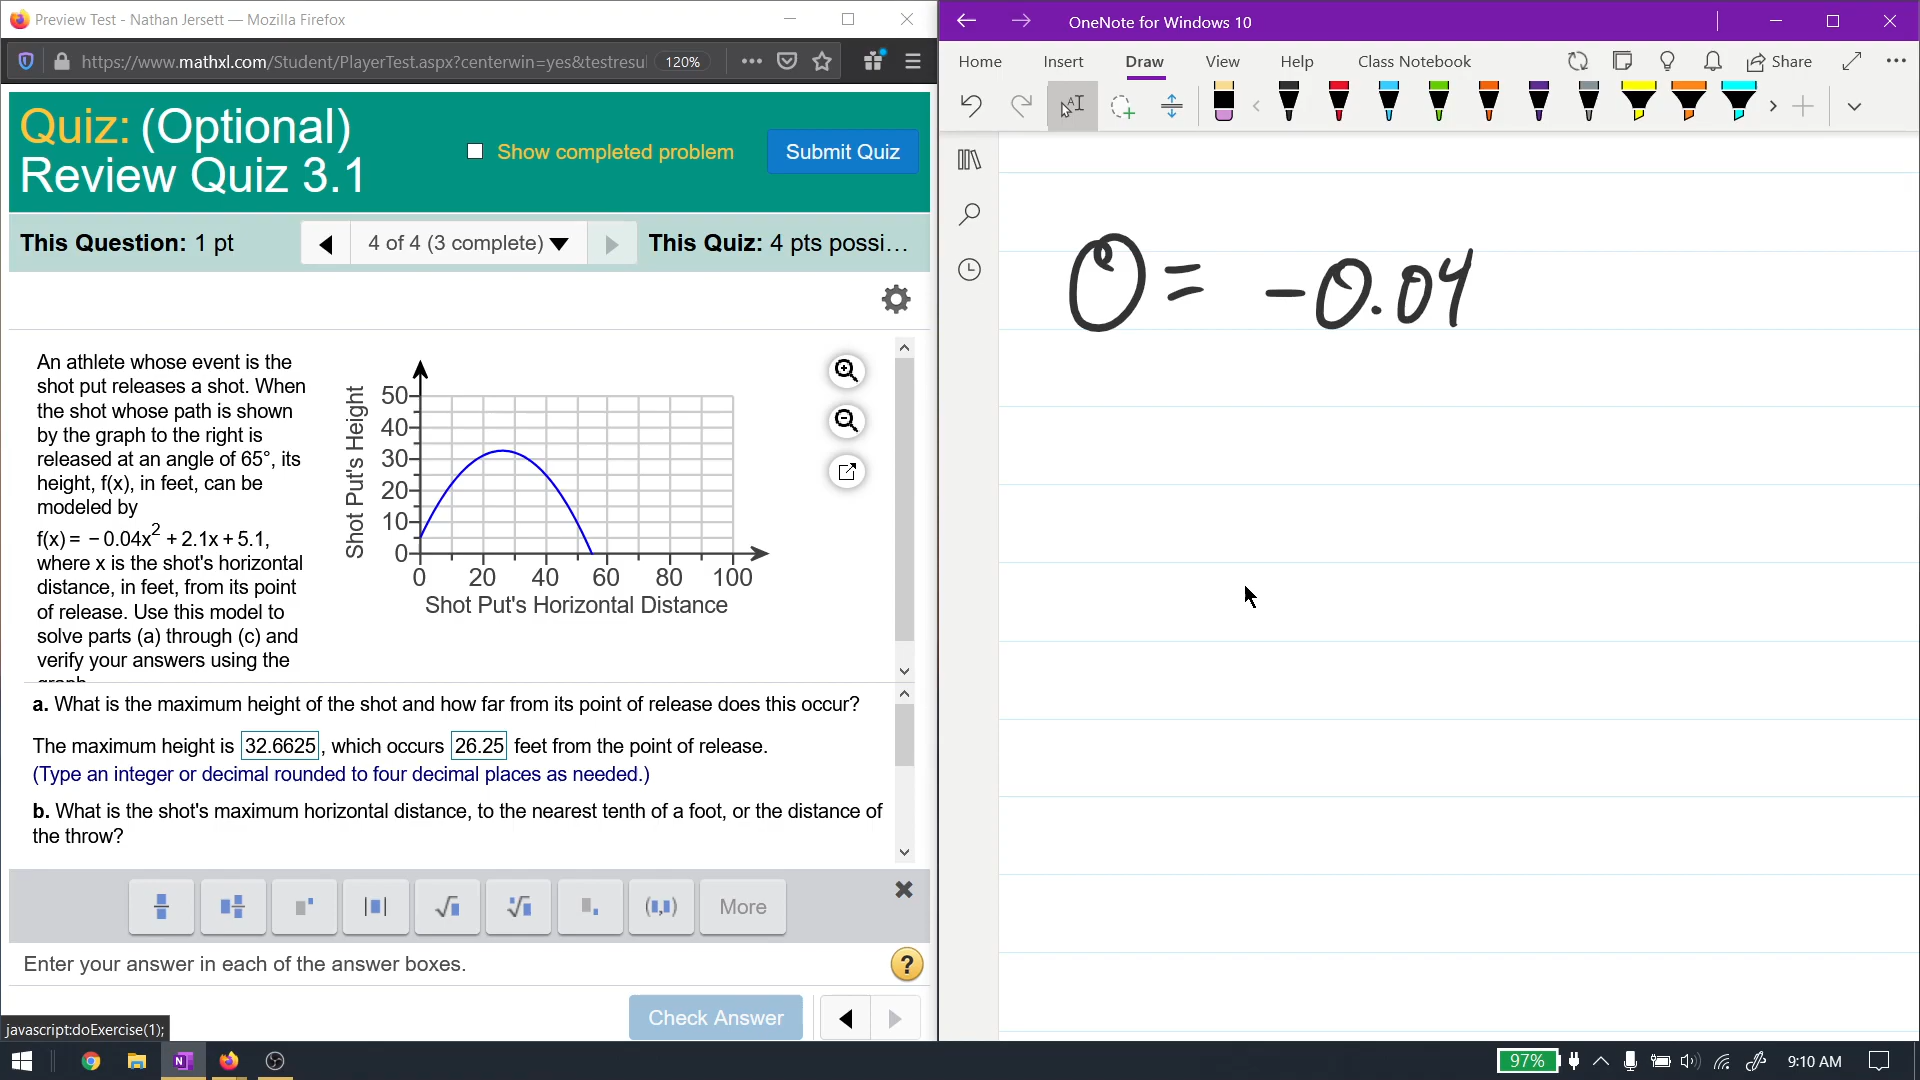 Preview Test - Nathan Jersett — Mozilla Firefox
https://www.mathxl.com/Student/PlayerTest.aspx?centerwin=yes&testresul
120%
Quiz: (Optional)
Review Quiz 3.1
Show completed problem
Submit Quiz
This Question: 1 pt
4 of 4 (3 complete)
This Quiz: 4 pts possi...
An athlete whose event is the
shot put releases a shot. When
the shot whose path is shown
by the graph to the right is
released at an angle of 65°, its
height, f(x), in feet, can be
modeled by
f(x) = − 0.04x² + 2.1x + 5.1,
where x is the shot's horizontal
distance, in feet, from its point
of release. Use this model to
solve parts (a) through (c) and
verify your answers using the
Shot Put's Height
50
40
30
20
10
0
0 20 40 60 80 100
Shot Put's Horizontal Distance
a. What is the maximum height of the shot and how far from its point of release does this occur?
The maximum height is 32.6625, which occurs 26.25 feet from the point of release.
(Type an integer or decimal rounded to four decimal places as needed.)
b. What is the shot's maximum horizontal distance, to the nearest tenth of a foot, or the distance of
the throw?
More
Enter your answer in each of the answer boxes.
?
Check Answer
javascript:doExercise(1);
OneNote for Windows 10
Home Insert Draw View Help Class Notebook
Share
0 = -0.04
97%
9:10 AM